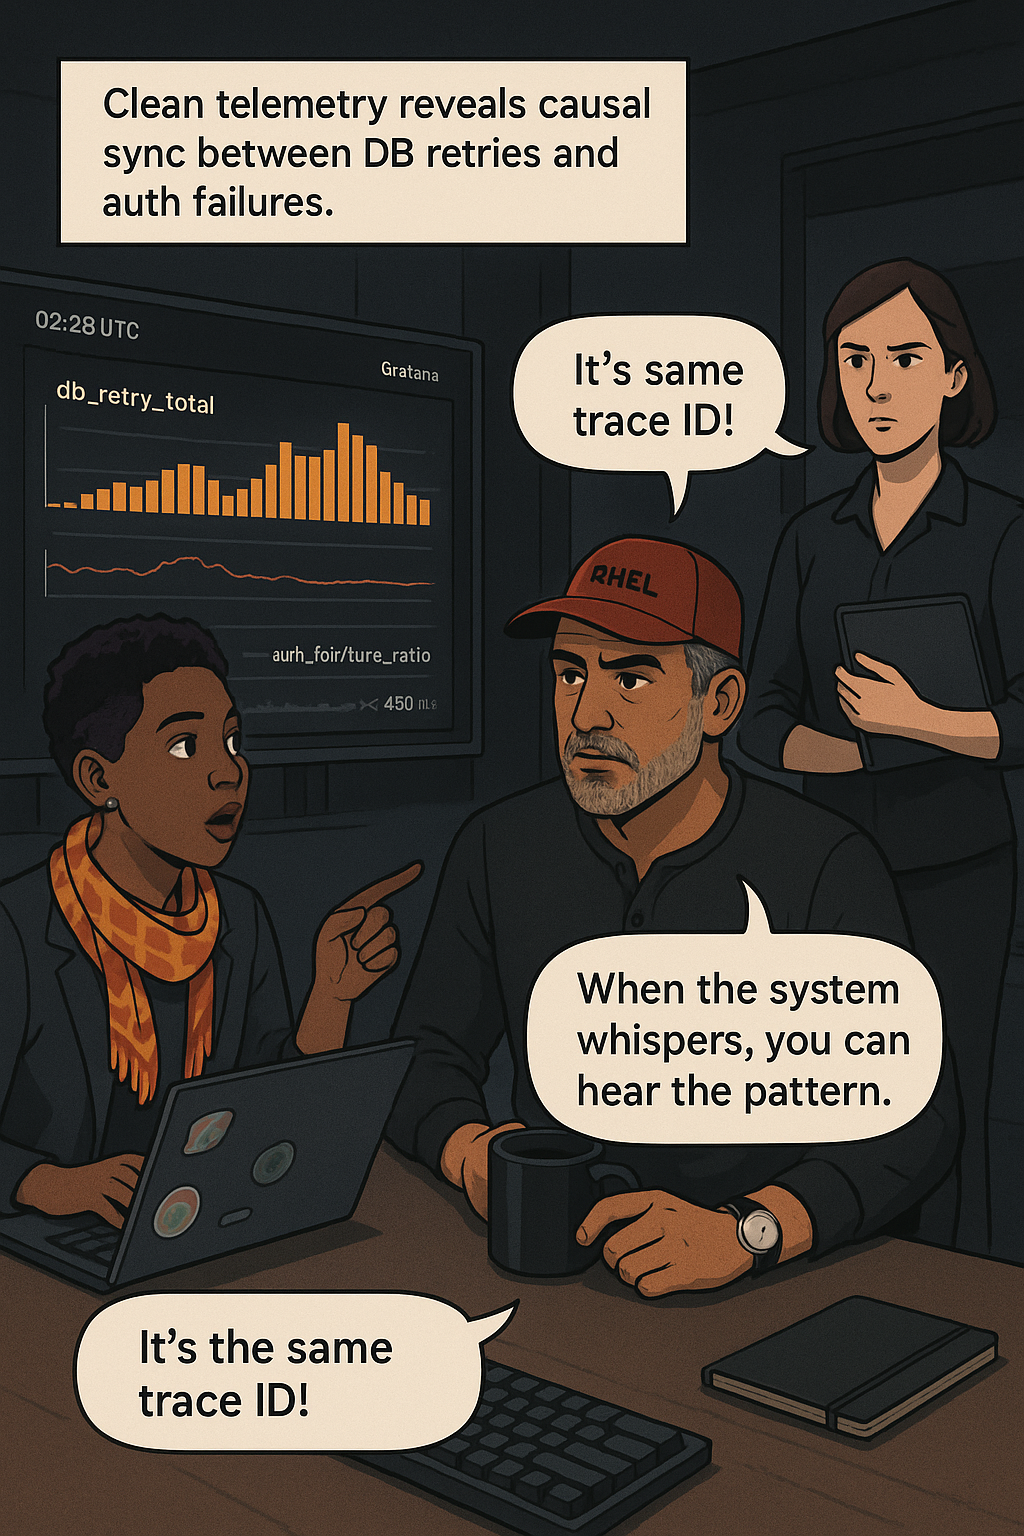 Clean telemetry reveals causal
sync between DB retries and
auth failures.
02:28 UTC
Gratana
db_retry_total
It's same
trace ID!
RHEL
aurh_foir/ture_ratio
450
When the system
whispers, you can
hear the pattern.
It's the same
trace ID!